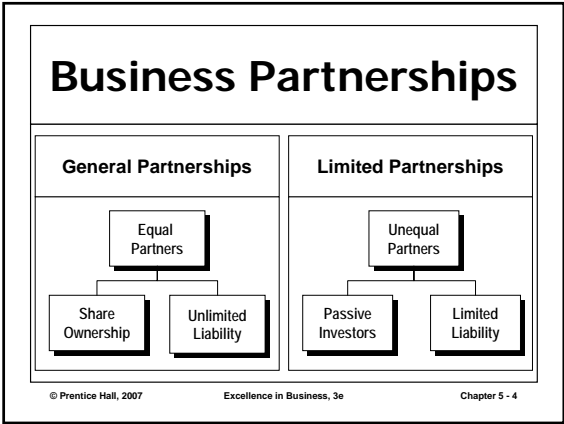 Business Partnerships
General Partnerships
Equal
Partners
Share
Ownership
Unlimited
Liability
Limited Partnerships
Unequal
Partners
Passive
Investors
Limited
Liability
© Prentice Hall, 2007
Excellence in Business, 3e
Chapter 5 - 4